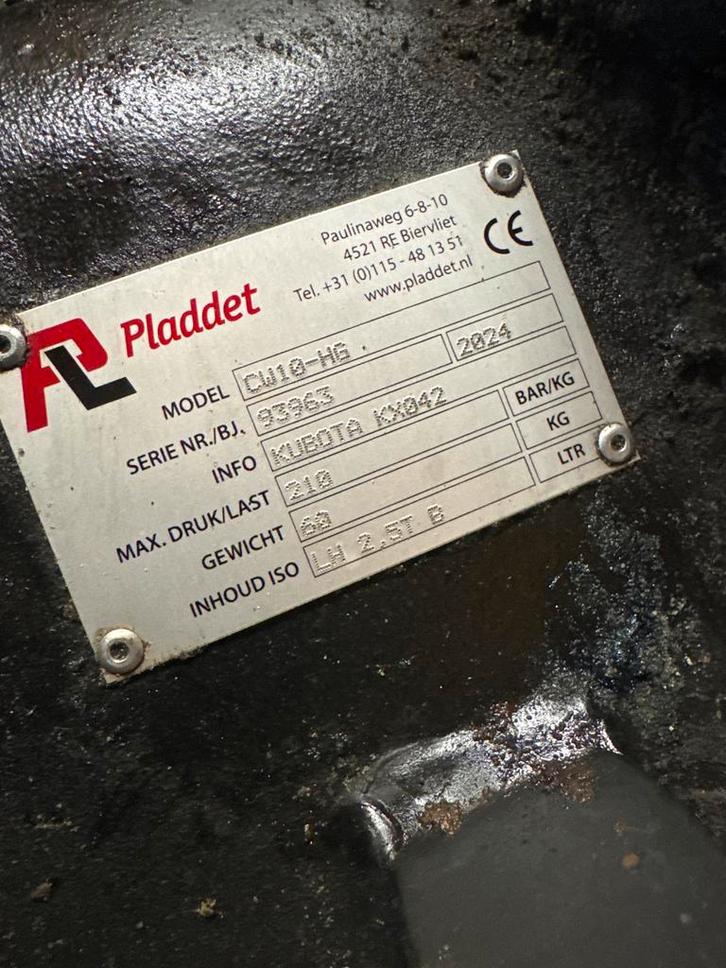 PL Pladdet
Paulinaweg 6-8-10
4521 RE Biervliet
Tel. +31 (0)115 - 48 13 51
www.pladdet.nl
CE
MODEL CW10-HG
SERIE NR./BJ. 93963 2024
INFO KUBOTA KX042
MAX. DRUK/LAST 210 BAR/KG
GEWICHT 60 KG
INHOUD ISO LH 2,5T B LTR